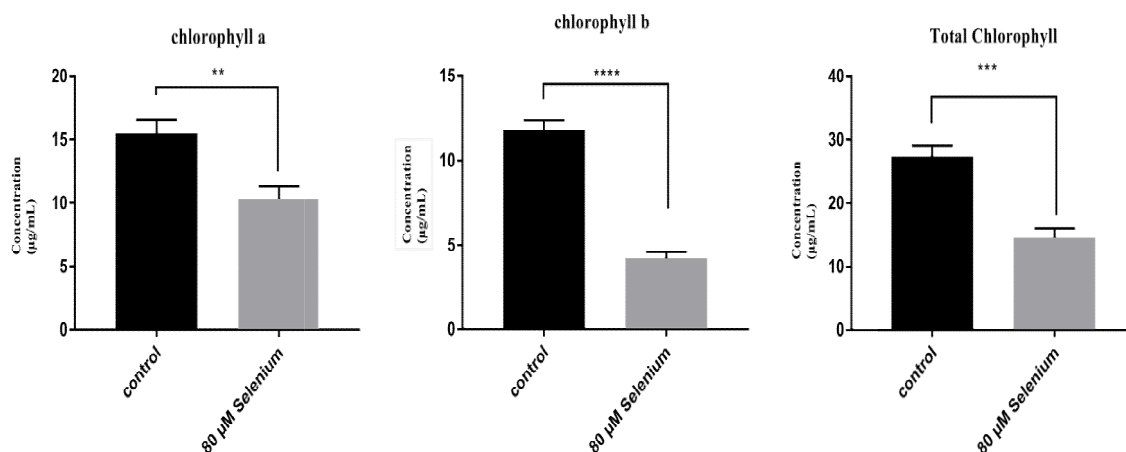 chlorophyll a
**
20
15
10
5
0
Concentration
(µg/mL)
control
80 µM Selenium
chlorophyll b
****
15
10
5
0
Concentration
(µg/mL)
control
80 µM Selenium
Total Chlorophyll
***
40
30
20
10
0
Concentration
(µg/mL)
control
80 µM Selenium